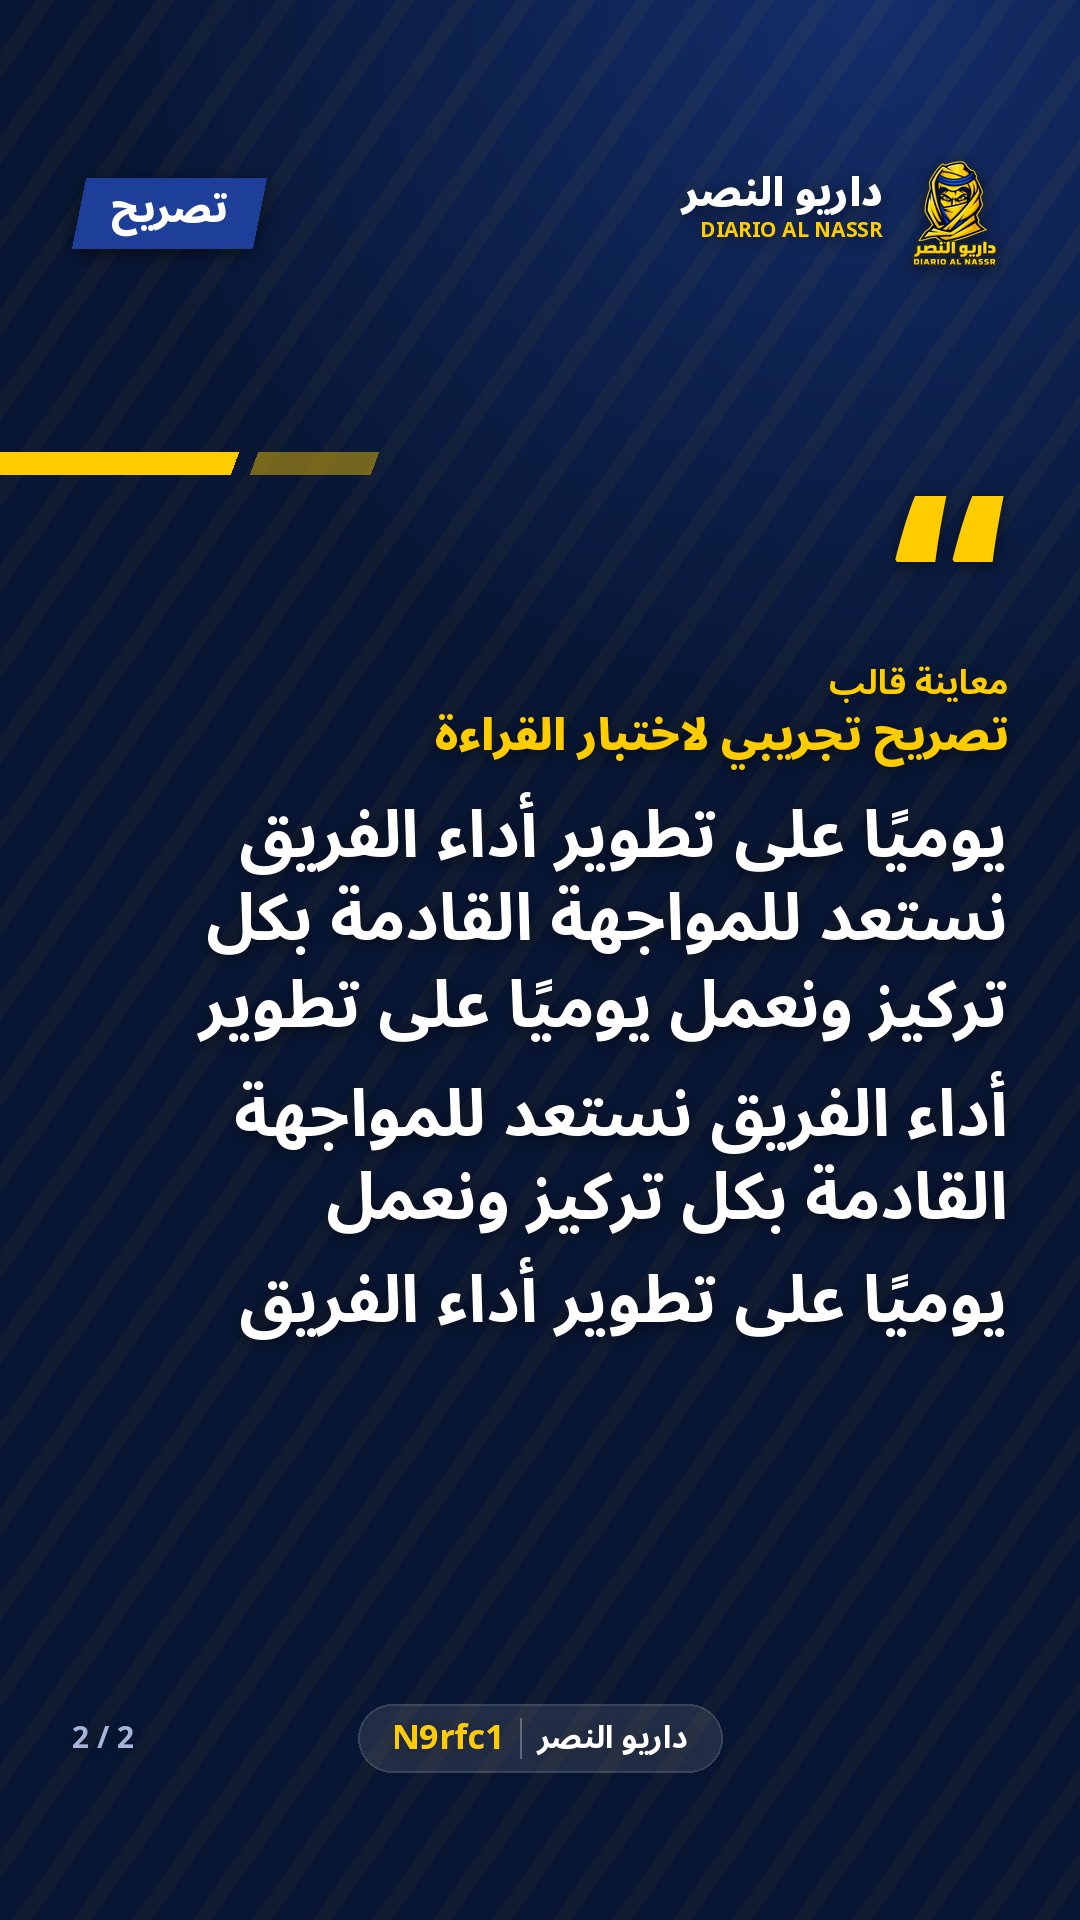 داريو النصر
DIARIO AL NASSR
داريو النصر
DIARIO AL NASSR
تصريح
معاينة قالب
تصريح تجريبي لاختبار القراءة
يوميًا على تطوير أداء الفريق
نستعد للمواجهة القادمة بكل
تركيز ونعمل يوميًا على تطوير
أداء الفريق نستعد للمواجهة
القادمة بكل تركيز ونعمل
يوميًا على تطوير أداء الفريق
داريو النصر | N9rfc1
2 / 2